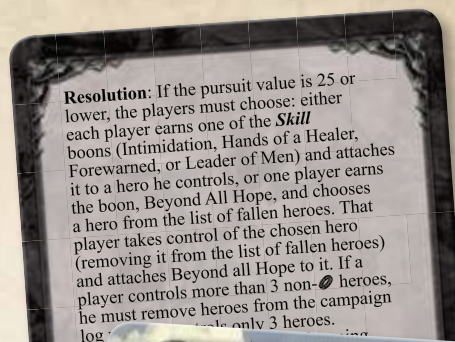 Resolution: If the pursuit value is 25 or
lower, the players must choose: either
each player earns one of the Skill
boons (Intimidation, Hands of a Healer,
Forewarned, or Leader of Men) and attaches
it to a hero he controls, or one player earns
the boon, Beyond All Hope, and chooses
a hero from the list of fallen heroes. That
player takes control of the chosen hero
(removing it from the list of fallen heroes)
and attaches Beyond all Hope to it. If a
player controls more than 3 non- heroes,
he must remove heroes from the campaign
log only 3 heroes.